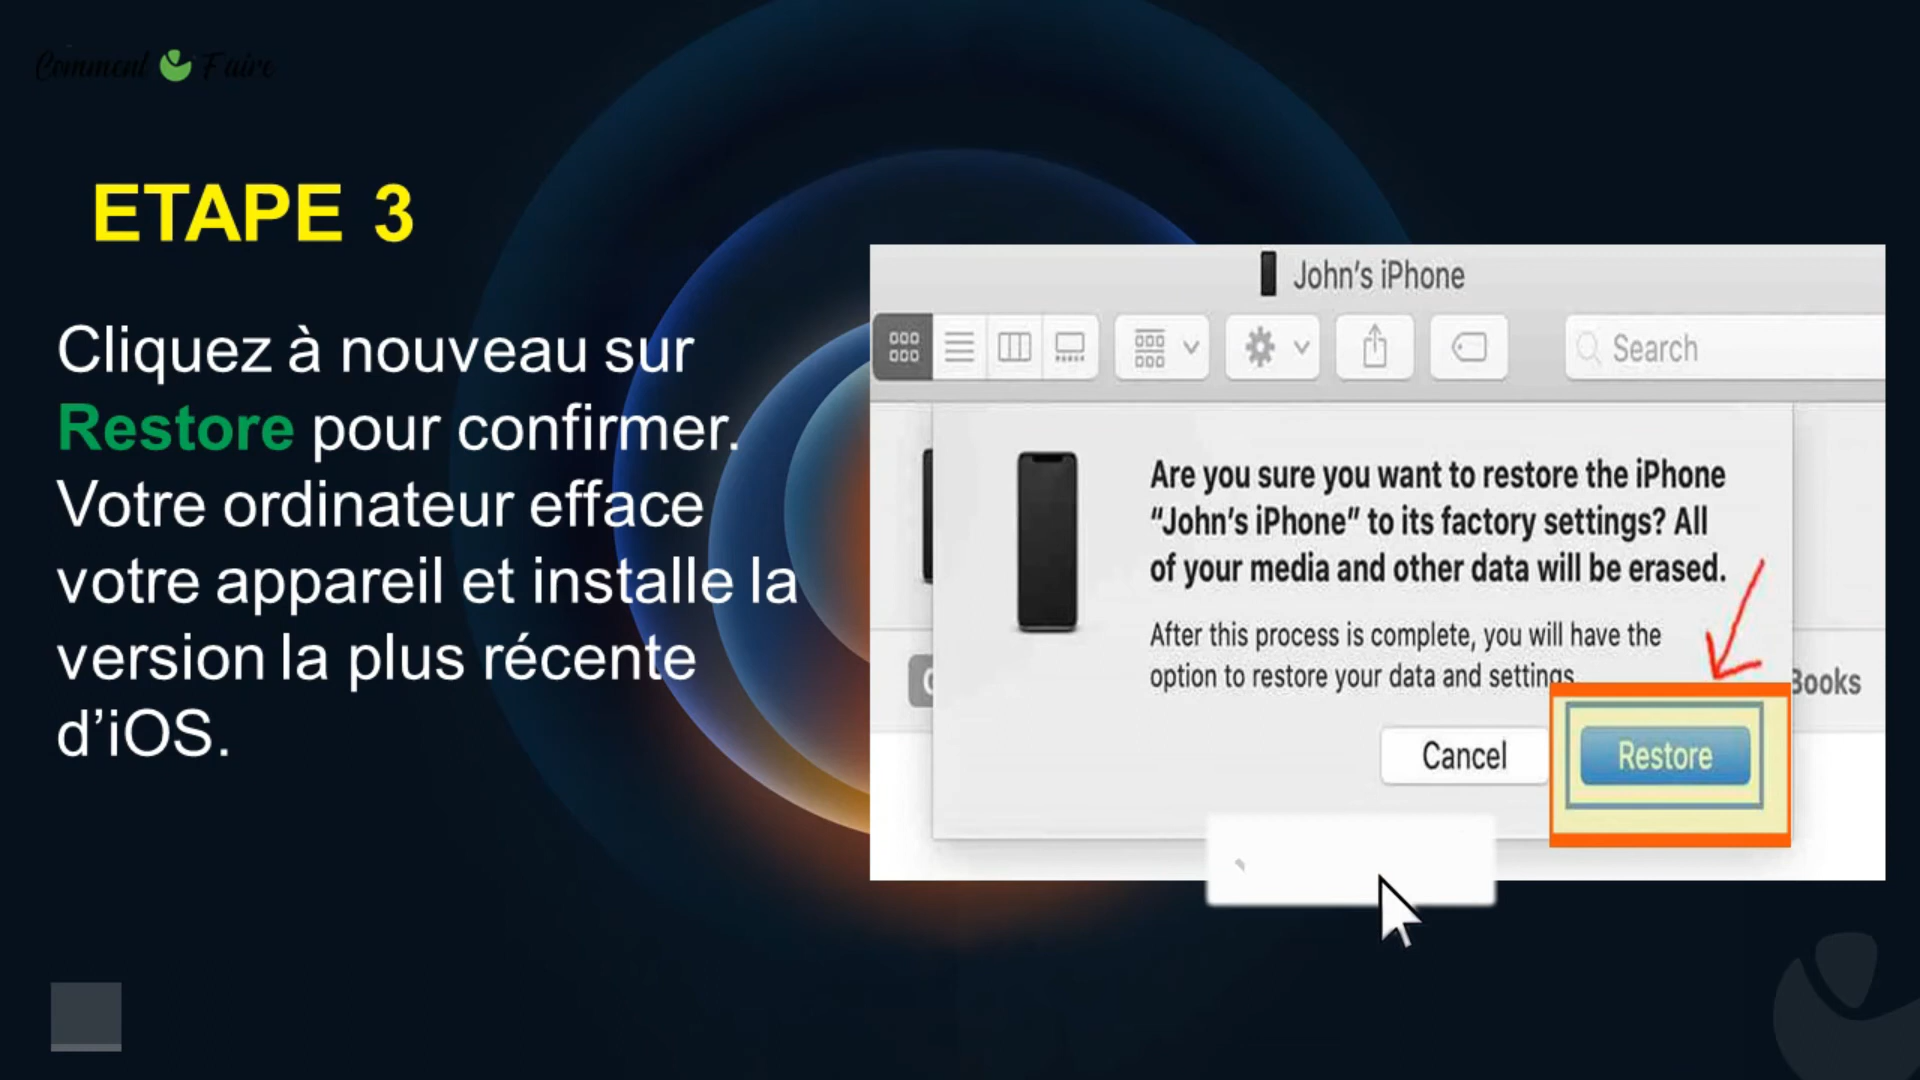 Comment Faire
ETAPE 3
Cliquez à nouveau sur
Restore pour confirmer.
Votre ordinateur efface
votre appareil et installe la
version la plus récente
d’iOS.
John’s iPhone
Search
Are you sure you want to restore the iPhone
“John’s iPhone” to its factory settings? All
of your media and other data will be erased.
After this process is complete, you will have the
option to restore your data and settings
Books
Cancel
Restore